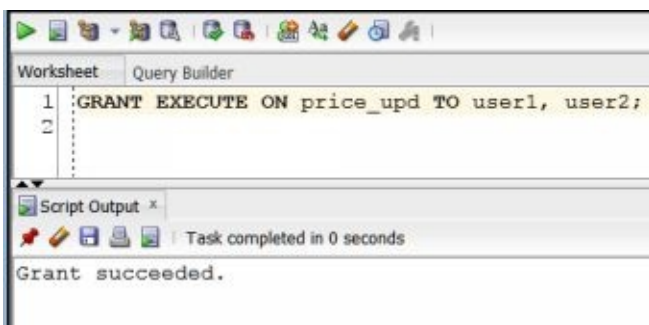 Worksheet Query Builder
1 GRANT EXECUTE ON price_upd TO user1, user2;
2
Script Output ×
Task completed in 0 seconds
Grant succeeded.